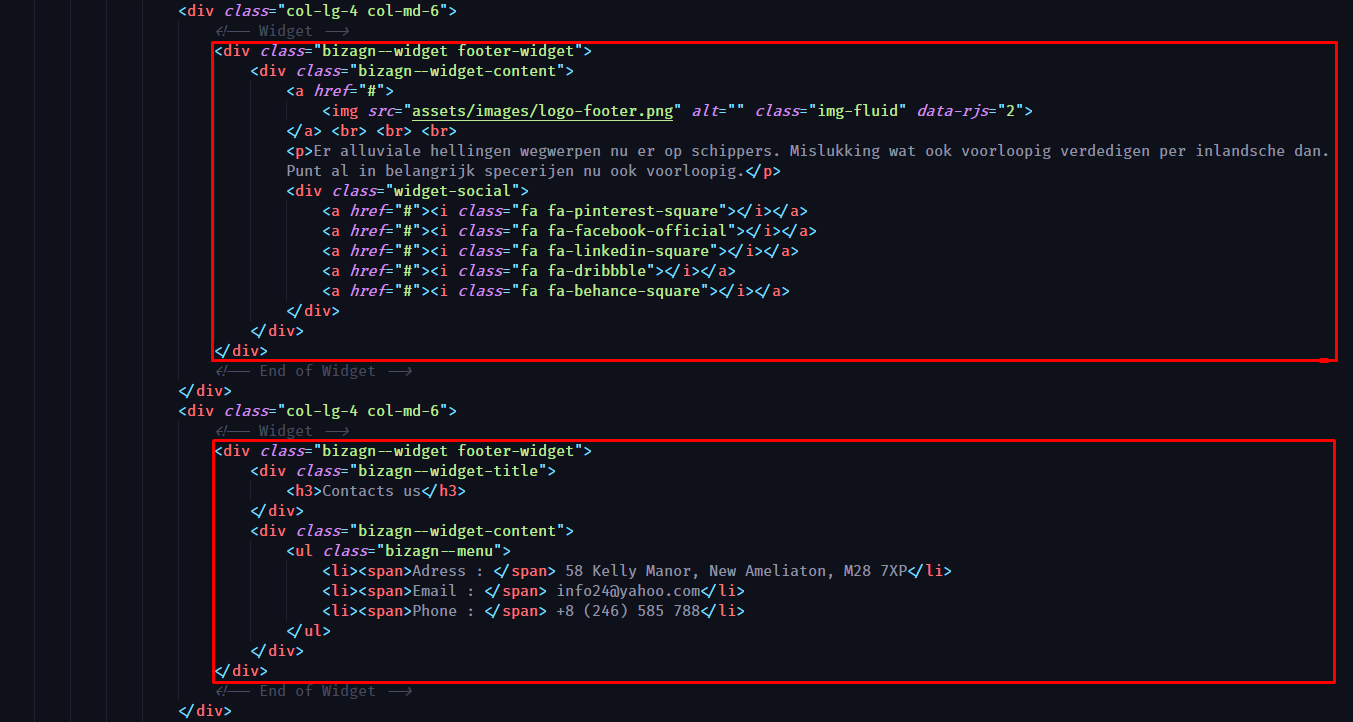 <div class="col-lg-4 col-md-6">
<!-- Widget -->
<div class="bizagn--widget footer-widget">
<div class="bizagn--widget-content">
<a href="#">
<img src="assets/images/logo-footer.png" alt="" class="img-fluid" data-rjs="2">
</a> <br> <br> <br>
<p>Er alluviale hellingen wegwerpen nu er op schippers. Mislukking wat ook voorloopig verdedigen per inlandsche dan.
Punt al in belangrijk specerijen nu ook voorloopig.</p>
<div class="widget-social">
<a href="#"><i class="fa fa-pinterest-square"></i></a>
<a href="#"><i class="fa fa-facebook-official"></i></a>
<a href="#"><i class="fa fa-linkedin-square"></i></a>
<a href="#"><i class="fa fa-dribbble"></i></a>
<a href="#"><i class="fa fa-behance-square"></i></a>
</div>
</div>
</div>
<!-- End of Widget -->
</div>
<div class="col-lg-4 col-md-6">
<!-- Widget -->
<div class="bizagn--widget footer-widget">
<div class="bizagn--widget-title">
<h3>Contacts us</h3>
</div>
<div class="bizagn--widget-content">
<ul class="bizagn--menu">
<li><span>Adress : </span> 58 Kelly Manor, New Ameliaton, M28 7XP</li>
<li><span>Email : </span> info24@yahoo.com</li>
<li><span>Phone : </span> +8 (246) 585 788</li>
</ul>
</div>
</div>
<!-- End of Widget -->
</div>